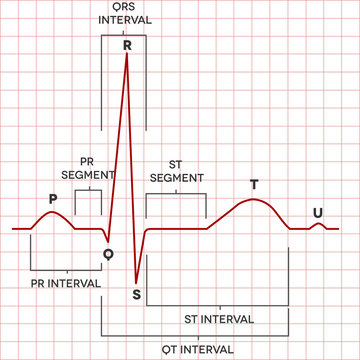 QRS
INTERVAL
R
PR
SEGMENT
ST
SEGMENT
P
T
U
Q
PR INTERVAL
S
ST INTERVAL
QT INTERVAL